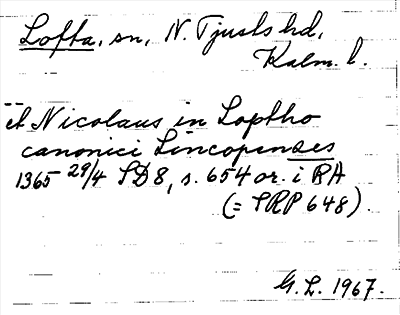 Lofta, sn, N. Tjusts hd,
Kalm. l.
--et Nicolaus in Loptho
canonici Lincopenses
1365 29/4 SD 8, s. 654 or. i RA
(= SRP 648).
G. L. 1967.